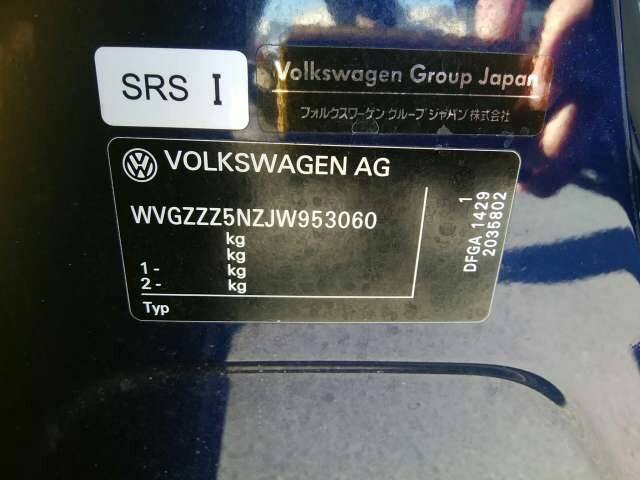 SRS I
Volkswagen Group Japan
フォルクスワーゲン グループ ジャパン 株式会社
VOLKSWAGEN AG
WVGZZZ5NZJW953060
kg
kg
1 - kg
2 - kg
Typ
1
DFGA 1429
2035802